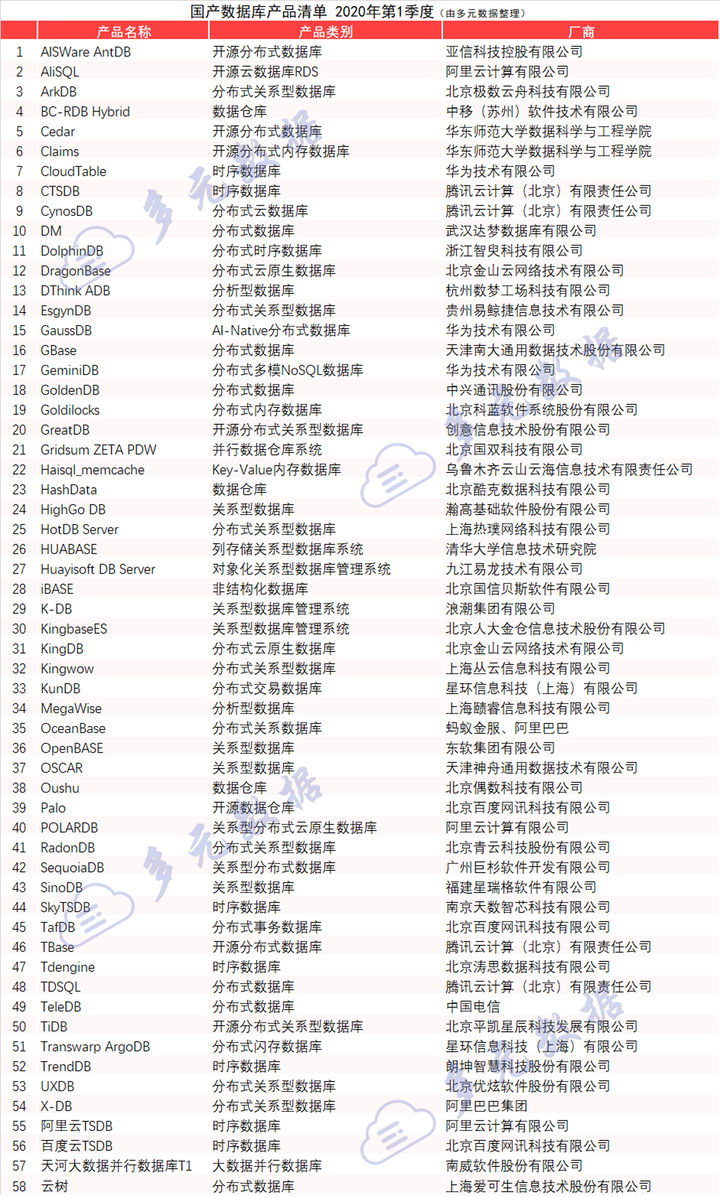 国产数据库产品清单 2020年第1季度（由多元数据整理）
产品名称 产品类别 厂商
1 AISWare AntDB 开源分布式数据库 亚信科技控股有限公司
2 AliSQL 开源云数据库RDS 阿里云计算有限公司
3 ArkDB 分布式关系型数据库 北京极数云舟科技有限公司
4 BC-RDB Hybrid 数据仓库 中移（苏州）软件技术有限公司
5 Cedar 开源分布式数据库 华东师范大学数据科学与工程学院
6 Claims 开源分布式内存数据库 华东师范大学数据科学与工程学院
7 CloudTable 时序数据库 华为技术有限公司
8 CTSDB 时序数据库 腾讯云计算（北京）有限责任公司
9 CynosDB 分布式云数据库 腾讯云计算（北京）有限责任公司
10 DM 分布式数据库 武汉达梦数据库有限公司
11 DolphinDB 分布式时序数据库 浙江智臾科技有限公司
12 DragonBase 分布式云原生数据库 北京金山云网络技术有限公司
13 DThink ADB 分析型数据库 杭州数梦工场科技有限公司
14 EsgynDB 分布式关系型数据库 贵州易鲸捷信息技术有限公司
15 GaussDB AI-Native分布式数据库 华为技术有限公司
16 GBase 分布式数据库 天津南大通用数据技术股份有限公司
17 GeminiDB 分布式多模NoSQL数据库 华为技术有限公司
18 GoldenDB 分布式数据库 中兴通讯股份有限公司
19 Goldilocks 分布式内存数据库 北京科蓝软件系统股份有限公司
20 GreatDB 开源分布式关系型数据库 创意信息技术股份有限公司
21 Gridsum ZETA PDW 并行数据仓库系统 北京国双科技有限公司
22 Haisql_memcache Key-Value内存数据库 乌鲁木齐云山云海信息技术有限责任公司
23 HashData 数据仓库 北京酷克数据科技有限公司
24 HighGo DB 关系型数据库 瀚高基础软件股份有限公司
25 HotDB Server 分布式关系型数据库 上海热璞网络科技有限公司
26 HUABASE 列存储关系型数据库系统 清华大学信息技术研究院
27 Huayisoft DB Server 对象化关系型数据库管理系统 九江易龙技术有限公司
28 iBASE 非结构化数据库 北京国信贝斯软件有限公司
29 K-DB 关系型数据库管理系统 浪潮集团有限公司
30 KingbaseES 关系型数据库管理系统 北京人大金仓信息技术股份有限公司
31 KingDB 分布式云原生数据库 北京金山云网络技术有限公司
32 Kingwow 分布式关系型数据库 上海丛云信息科技有限公司
33 KunDB 分布式交易数据库 星环信息科技（上海）有限公司
34 MegaWise 分析型数据库 上海赜睿信息科技有限公司
35 OceanBase 分布式关系数据库 蚂蚁金服、阿里巴巴
36 OpenBASE 关系型数据库 东软集团有限公司
37 OSCAR 关系型数据库 天津神舟通用数据技术有限公司
38 Oushu 数据仓库 北京偶数科技有限公司
39 Palo 开源数据仓库 北京百度网讯科技有限公司
40 POLARDB 关系型分布式云原生数据库 阿里云计算有限公司
41 RadonDB 分布式关系型数据库 北京青云科技股份有限公司
42 SequoiaDB 关系型分布式数据库 广州巨杉软件开发有限公司
43 SinoDB 关系型数据库 福建星瑞格软件有限公司
44 SkyTSDB 时序数据库 南京天数智芯科技有限公司
45 TafDB 分布式事务数据库 北京百度网讯科技有限公司
46 TBase 开源分布式数据库 腾讯云计算（北京）有限责任公司
47 Tdengine 时序数据库 北京涛思数据科技有限公司
48 TDSQL 分布式数据库 腾讯云计算（北京）有限责任公司
49 TeleDB 分布式数据库 中国电信
50 TiDB 开源分布式关系型数据库 北京平凯星辰科技发展有限公司
51 Transwarp ArgoDB 分布式闪存数据库 星环信息科技（上海）有限公司
52 TrendDB 时序数据库 朗坤智慧科技股份有限公司
53 UXDB 分布式关系型数据库 北京优炫软件股份有限公司
54 X-DB 分布式关系型数据库 阿里巴巴集团
55 阿里云TSDB 时序数据库 阿里云计算有限公司
56 百度云TSDB 时序数据库 北京百度网讯科技有限公司
57 天河大数据并行数据库T1 大数据并行数据库 南威软件股份有限公司
58 云树 分布式数据库 上海爱可生信息技术股份有限公司
多元数据
多元数据
多元数据
多元数据